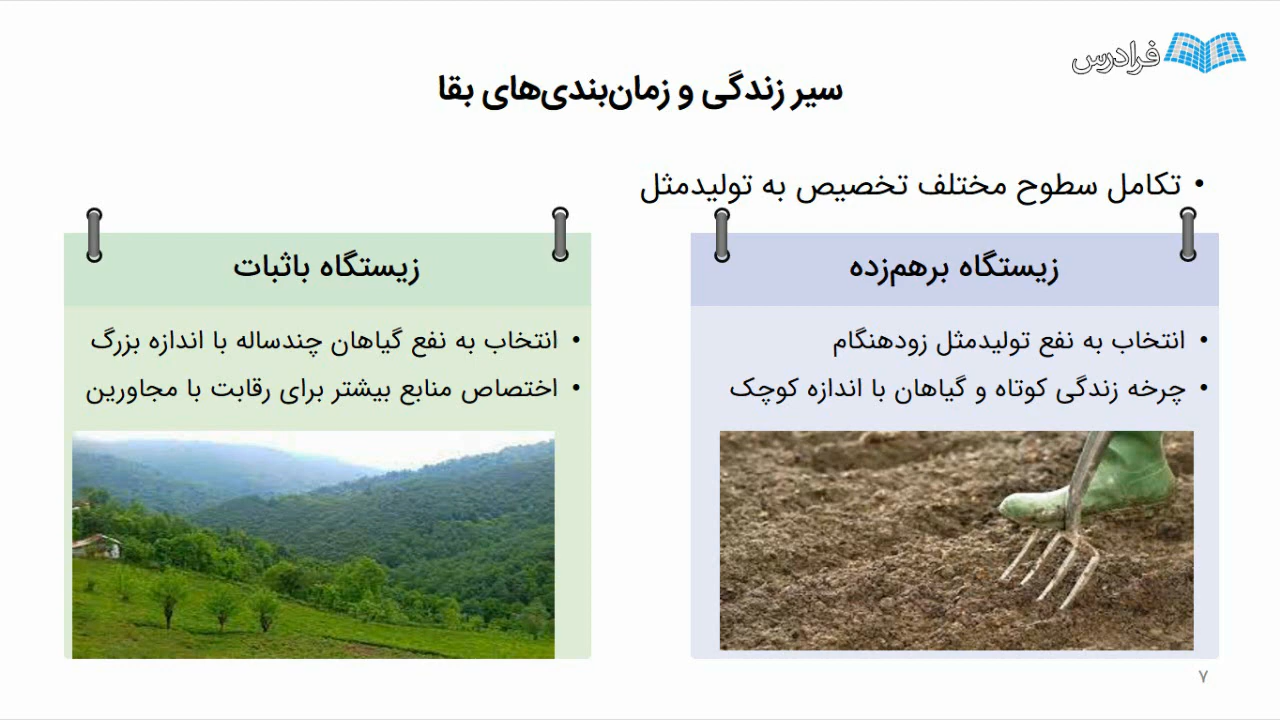 فرادرس
سیر زندگی و زمان‌بندی‌های بقا
• تکامل سطوح مختلف تخصیص به تولیدمثل
زیستگاه برهم‌زده
• انتخاب به نفع تولیدمثل زودهنگام
• چرخه زندگی کوتاه و گیاهان با اندازه کوچک
زیستگاه باثبات
• انتخاب به نفع گیاهان چندساله با اندازه بزرگ
• اختصاص منابع بیشتر برای رقابت با مجاورین
۷